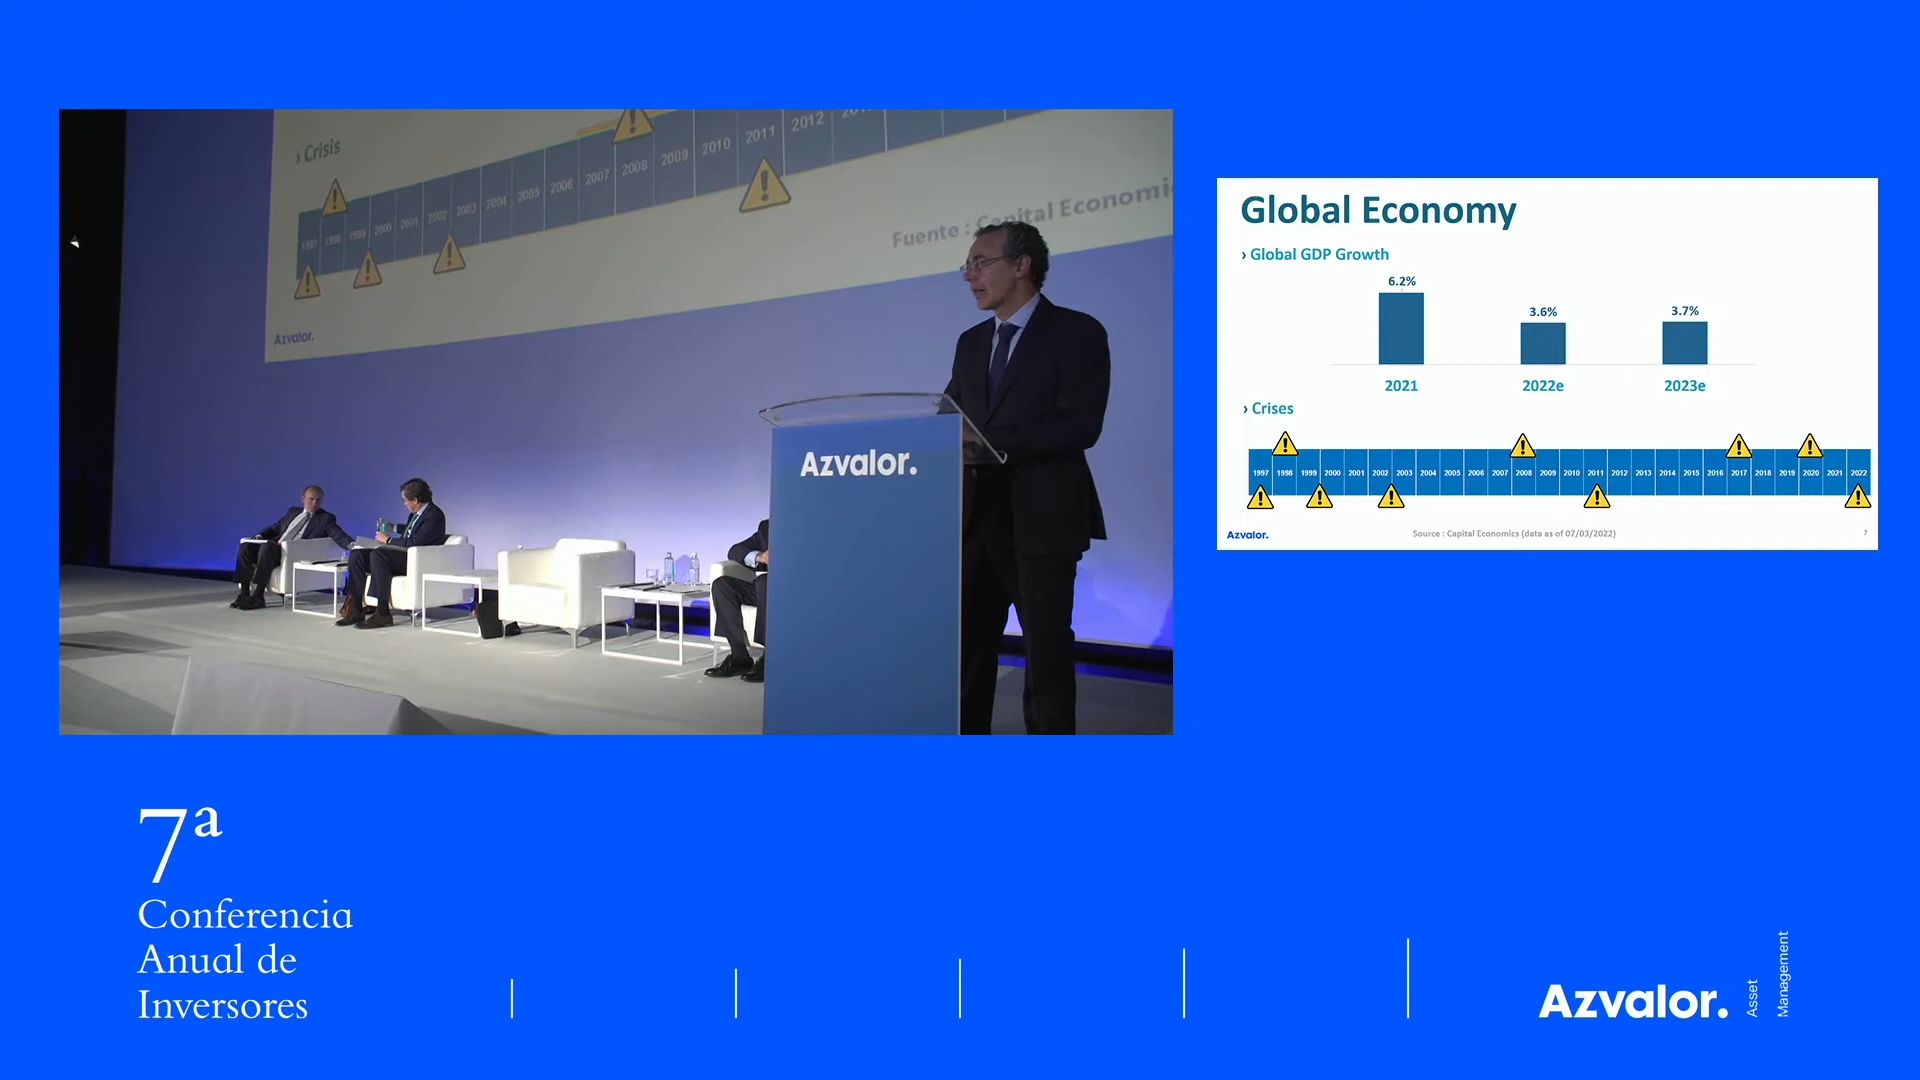 › Crisis
2012
2011
2010
2009
2008
2007
2006
2005
2004
2003
2002
2001
2000
1999
1998
1997
Fuente : Capital Economi
Azvalor.
Azvalor.
Global Economy
› Global GDP Growth
6.2% 3.6% 3.7%
2021 2022e 2023e
› Crises
1997 1998 1999 2000 2001 2002 2003 2004 2005 2006 2007 2008 2009 2010 2011 2012 2013 2014 2015 2016 2017 2018 2019 2020 2021 2022
Azvalor. Source : Capital Economics (data as of 07/03/2022) 7
7ª
Conferencia
Anual de
Inversores
Azvalor.
Asset
Management